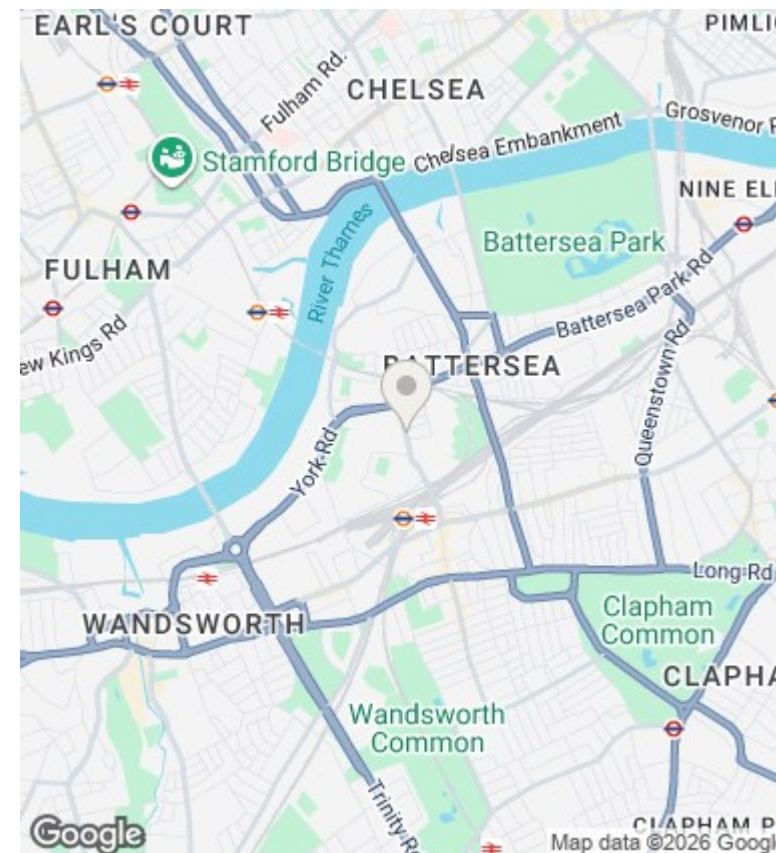 EARL'S COURT
PIMLI
Fulham Rd.
CHELSEA
Grosvenor
Chelsea Embankment
Stamford Bridge
NINE EL
River Thames
Battersea Park
FULHAM
Battersea Park Rd
ew Kings Rd
BATTERSEA
Queenstown Rd
York Rd
Long Rd
Clapham
Common
WANDSWORTH
CLAPHA
Wandsworth
Common
Trinity R
CLAPHAM P
Google
Map data ©2026 Googl